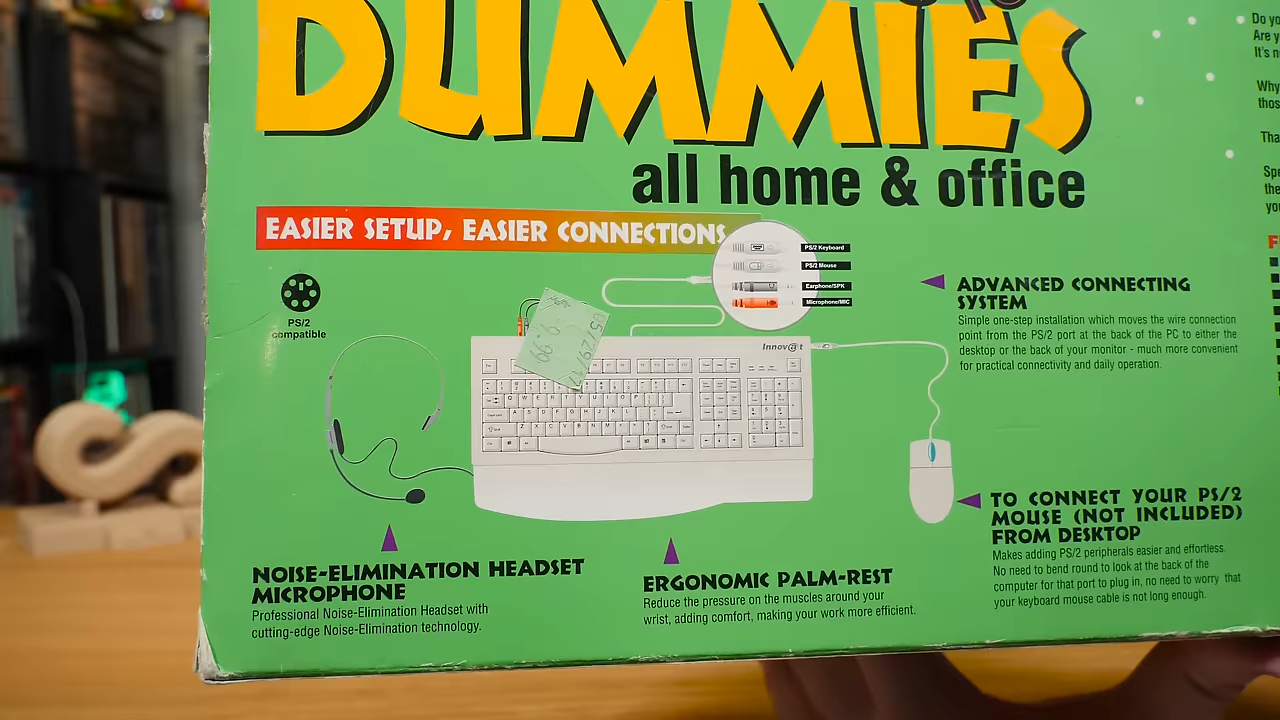 DUMMIES
all home & office
EASIER SETUP, EASIER CONNECTIONS
PS/2 Keyboard
PS/2 Mouse
Earphone/SPK
Microphone/MIC
PS/2
compatible
9.99
Innov@t
ADVANCED CONNECTING
SYSTEM
Simple one-step installation which moves the wire connection
point from the PS/2 port at the back of the PC to either the
desktop or the back of your monitor - much more convenient
for practical connectivity and daily operation.
TO CONNECT YOUR PS/2
MOUSE (NOT INCLUDED)
FROM DESKTOP
Makes adding PS/2 peripherals easier and effortless.
No need to bend round to look at the back of the
computer for that port to plug in, no need to worry that
your keyboard mouse cable is not long enough.
NOISE-ELIMINATION HEADSET
MICROPHONE
Professional Noise-Elimination Headset with
cutting-edge Noise-Elimination technology.
ERGONOMIC PALM-REST
Reduce the pressure on the muscles around your
wrist, adding comfort, making your work more efficient.
Do
Are
It's
Why